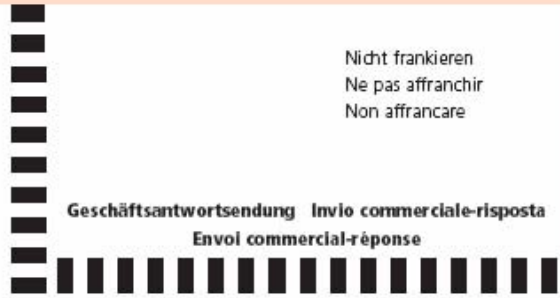 Nicht frankieren
Ne pas affranchir
Non affrancare
Geschäftsantwortsendung Invio commerciale-risposta
Envoi commercial-réponse